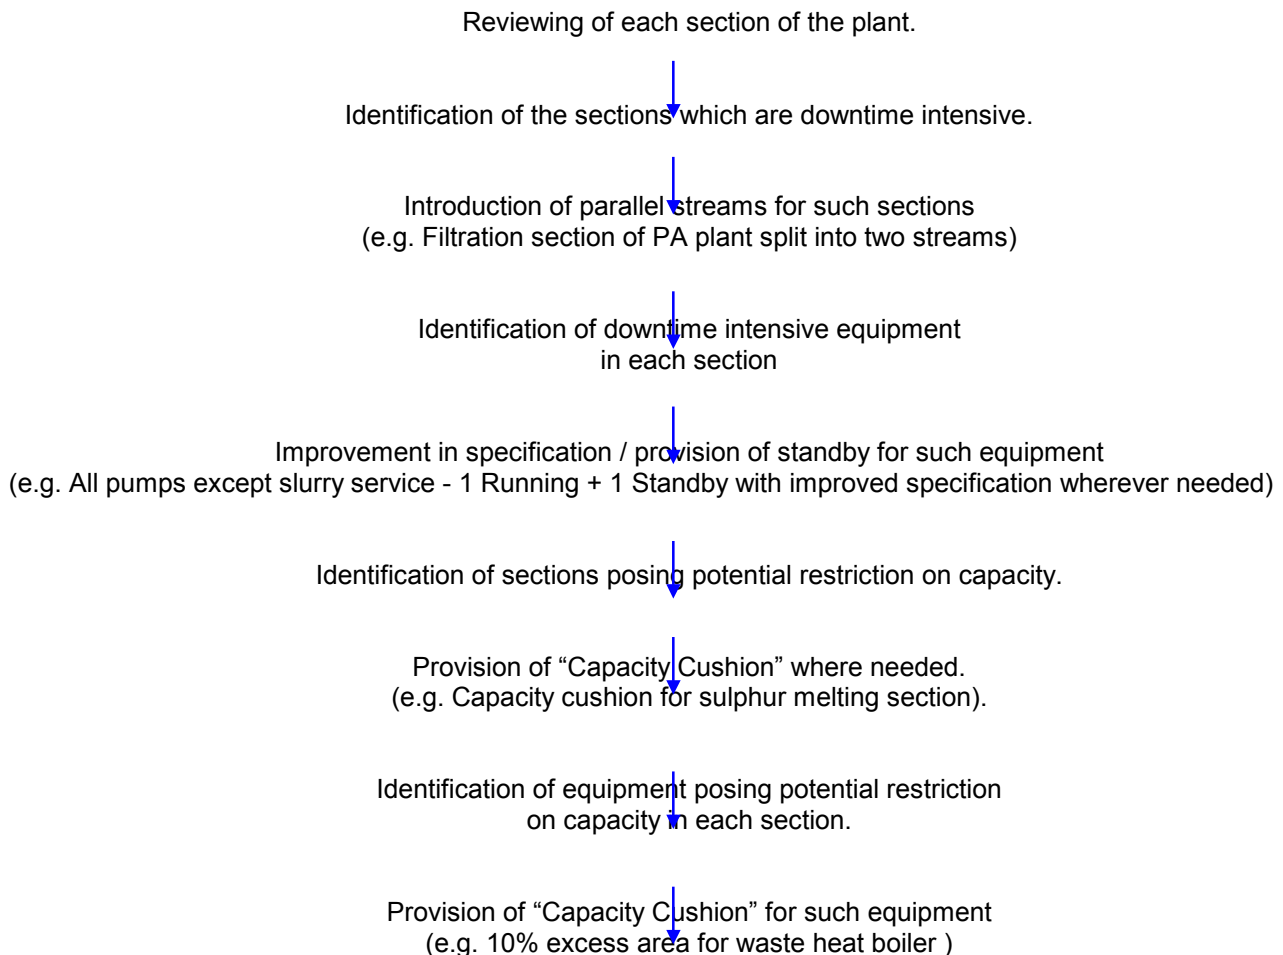 Reviewing of each section of the plant.
Identification of the sections which are downtime intensive.
Introduction of parallel streams for such sections
(e.g. Filtration section of PA plant split into two streams)
Identification of downtime intensive equipment
in each section
Improvement in specification / provision of standby for such equipment
(e.g. All pumps except slurry service - 1 Running + 1 Standby with improved specification wherever needed)
Identification of sections posing potential restriction on capacity.
Provision of “Capacity Cushion” where needed.
(e.g. Capacity cushion for sulphur melting section).
Identification of equipment posing potential restriction
on capacity in each section.
Provision of “Capacity Cushion” for such equipment
(e.g. 10% excess area for waste heat boiler )